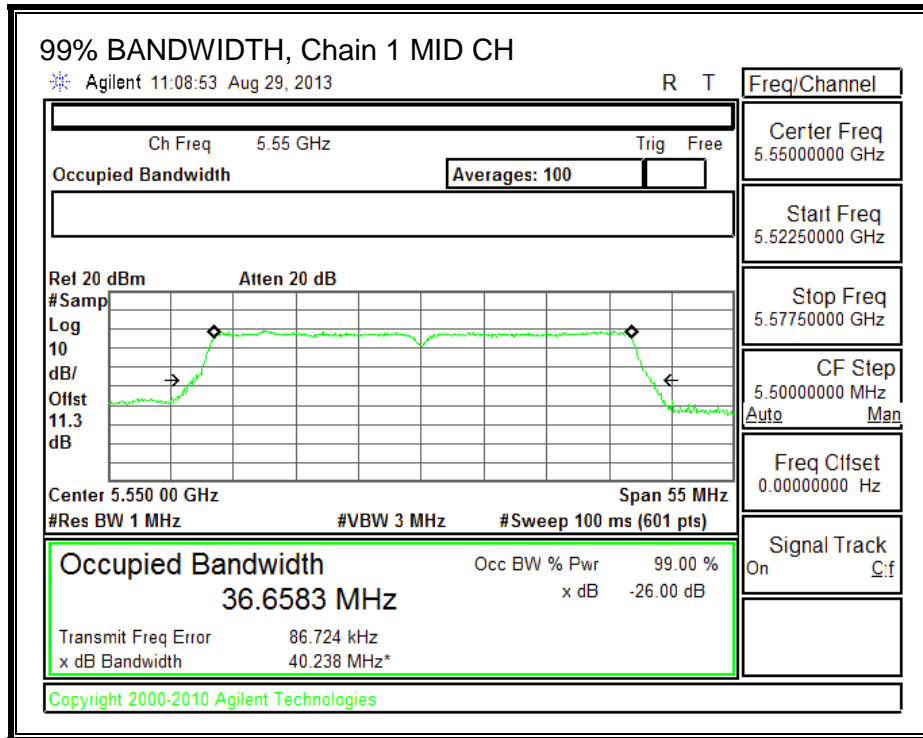 99% BANDWIDTH, Chain 1 MID CH
Agilent 11:08:53 Aug 29, 2013 R T
Freq/Channel
Ch Freq 5.55 GHz Trig Free
Occupied Bandwidth Averages: 100
Center Freq
5.55000000 GHz
Start Freq
5.52250000 GHz
Stop Freq
5.57750000 GHz
CF Step
5.50000000 MHz
Auto Man
Freq Offset
0.00000000 Hz
Signal Track
On Off
Ref 20 dBm Atten 20 dB
#Samp
Log
10
dB/
Offst
11.3
dB
Center 5.550 00 GHz Span 55 MHz
#Res BW 1 MHz #VBW 3 MHz #Sweep 100 ms (601 pts)
Occupied Bandwidth Occ BW % Pwr 99.00 %
36.6583 MHz x dB -26.00 dB
Transmit Freq Error 86.724 kHz
x dB Bandwidth 40.238 MHz*
Copyright 2000-2010 Agilent Technologies